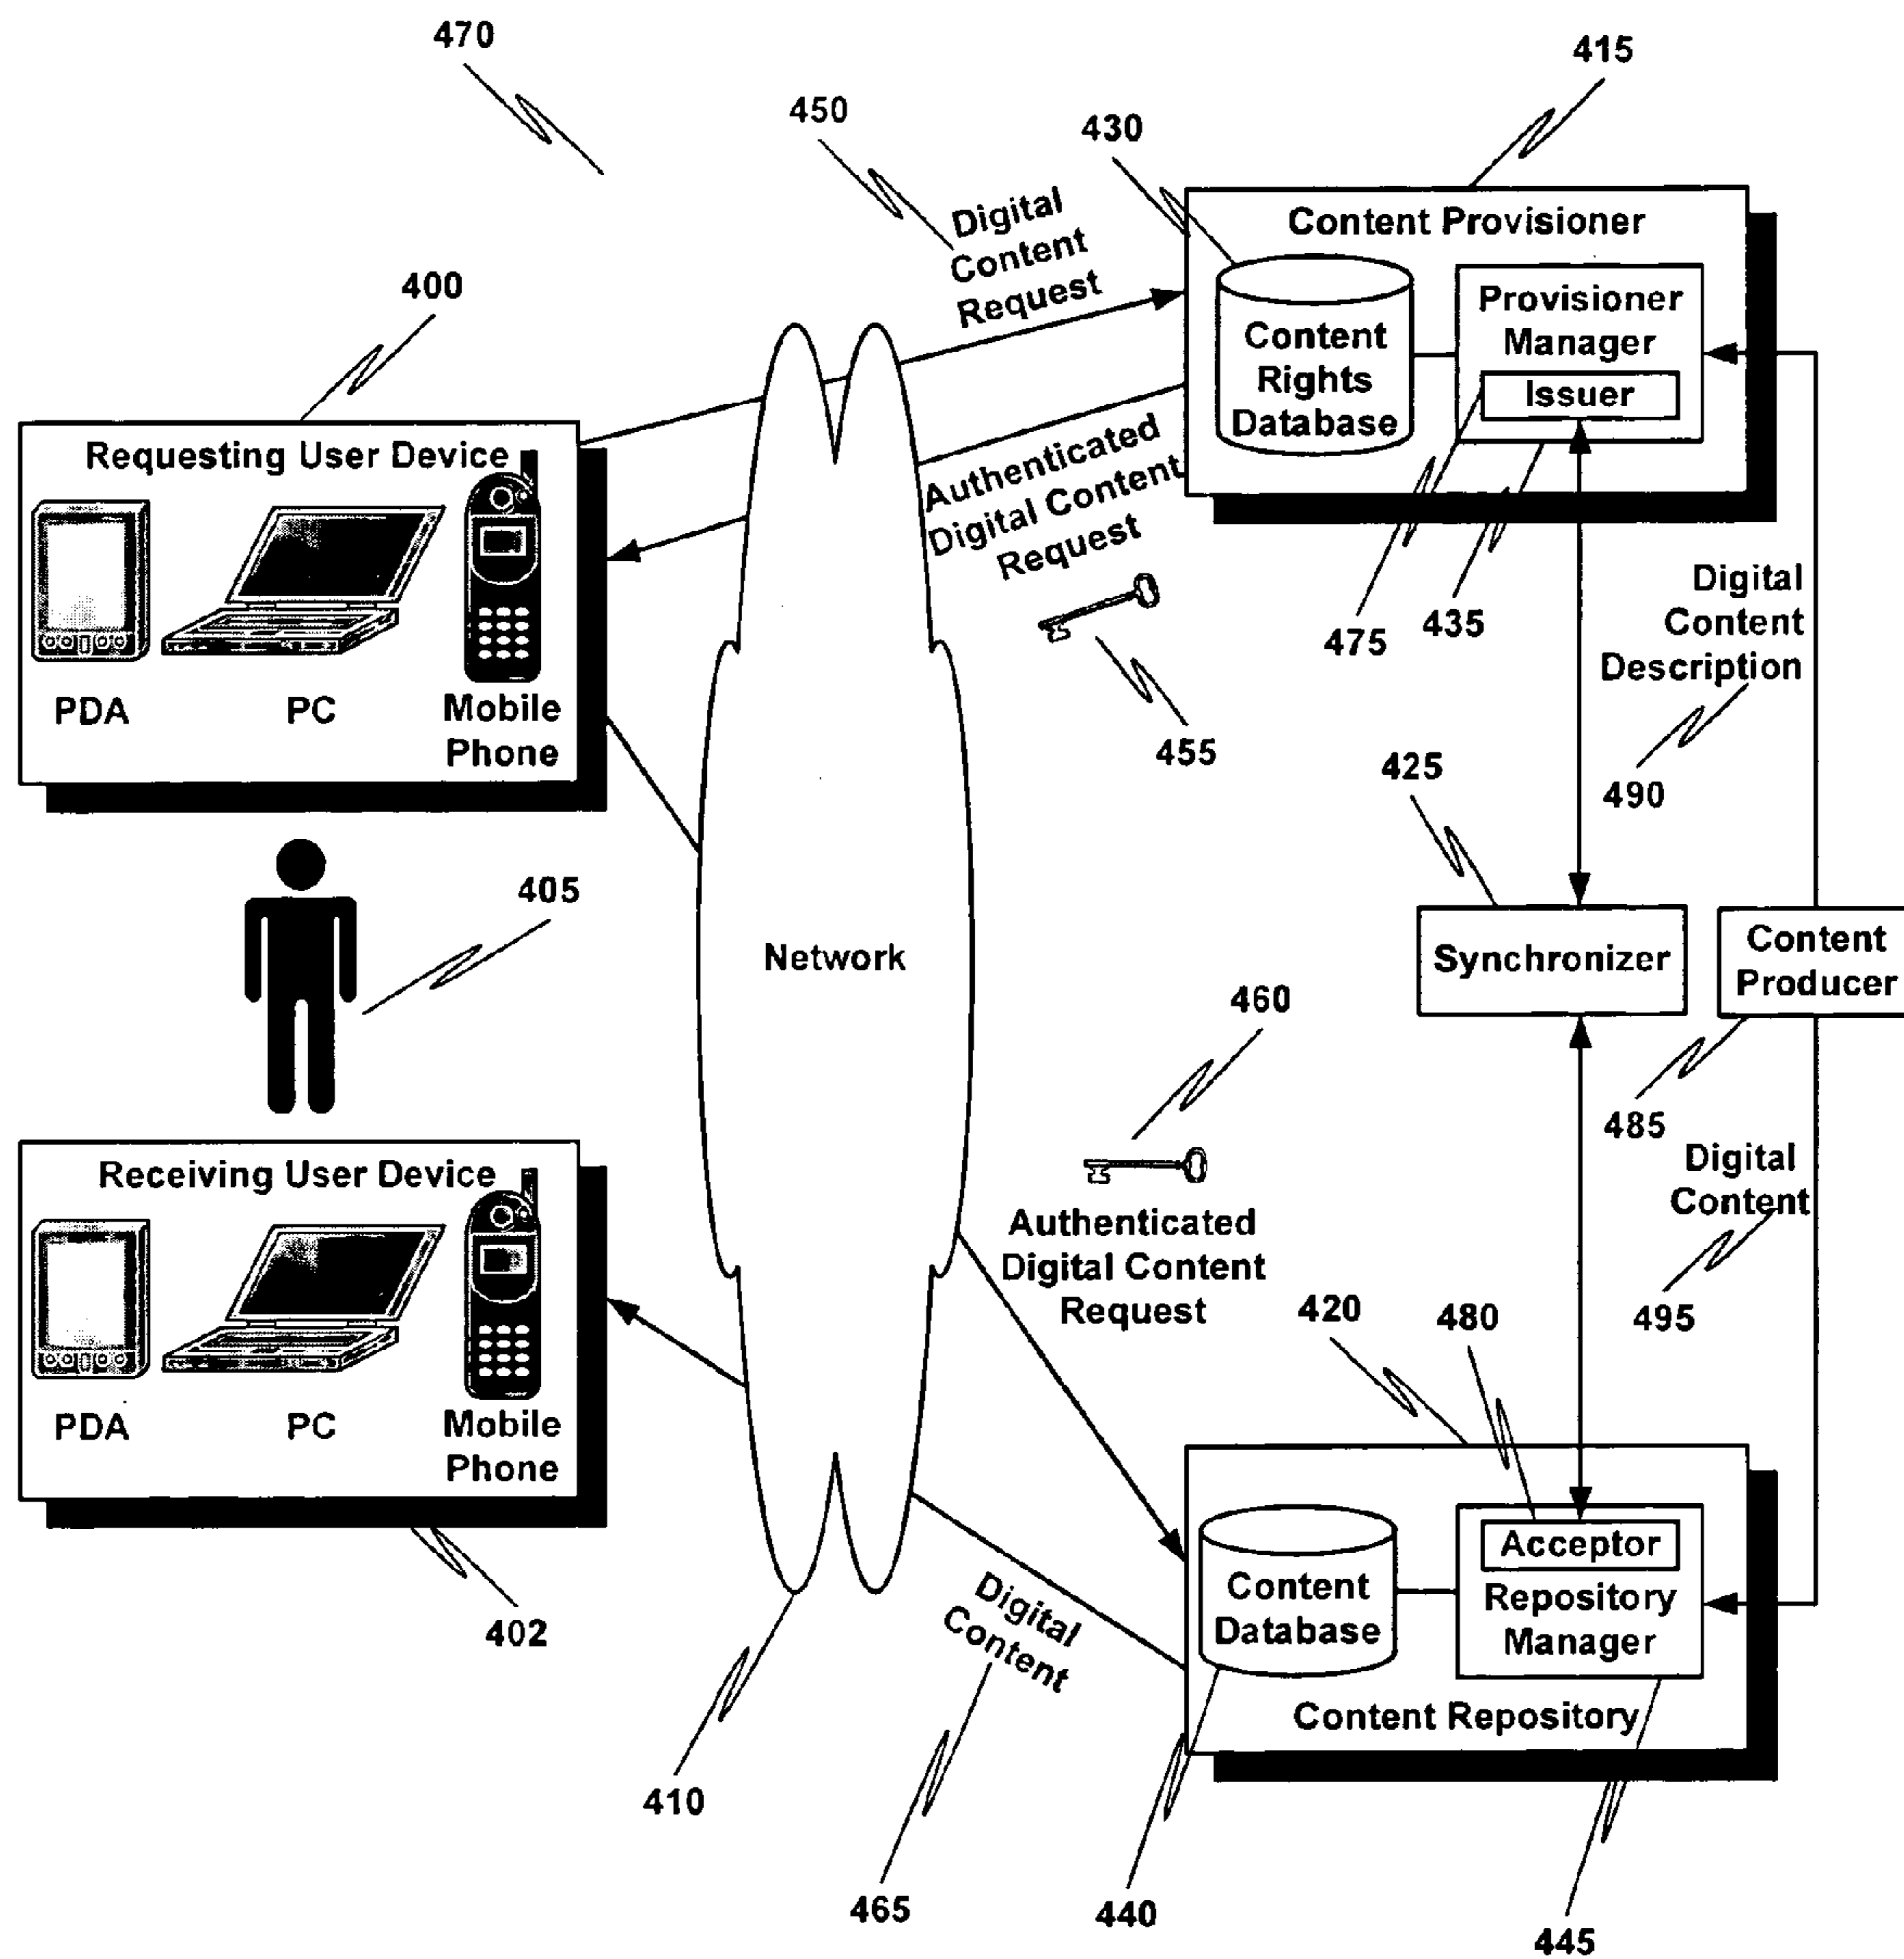 470
415
450
430
Digital
Content
Request
Content Provisioner
400
Provisioner
Manager
Issuer
Content
Rights
Database
Requesting User Device
Authenticated
Digital Content
Request
PDA
PC
Mobile
Phone
475
435
Digital
Content
Description
455
425
490
405
Network
Synchronizer
Content
Producer
460
485
Receiving User Device
Authenticated
Digital Content
Request
Digital
Content
420
480
495
PDA
PC
Mobile
Phone
Acceptor
Repository
Manager
Content
Database
402
Digital
Content
Content Repository
410
465
440
445